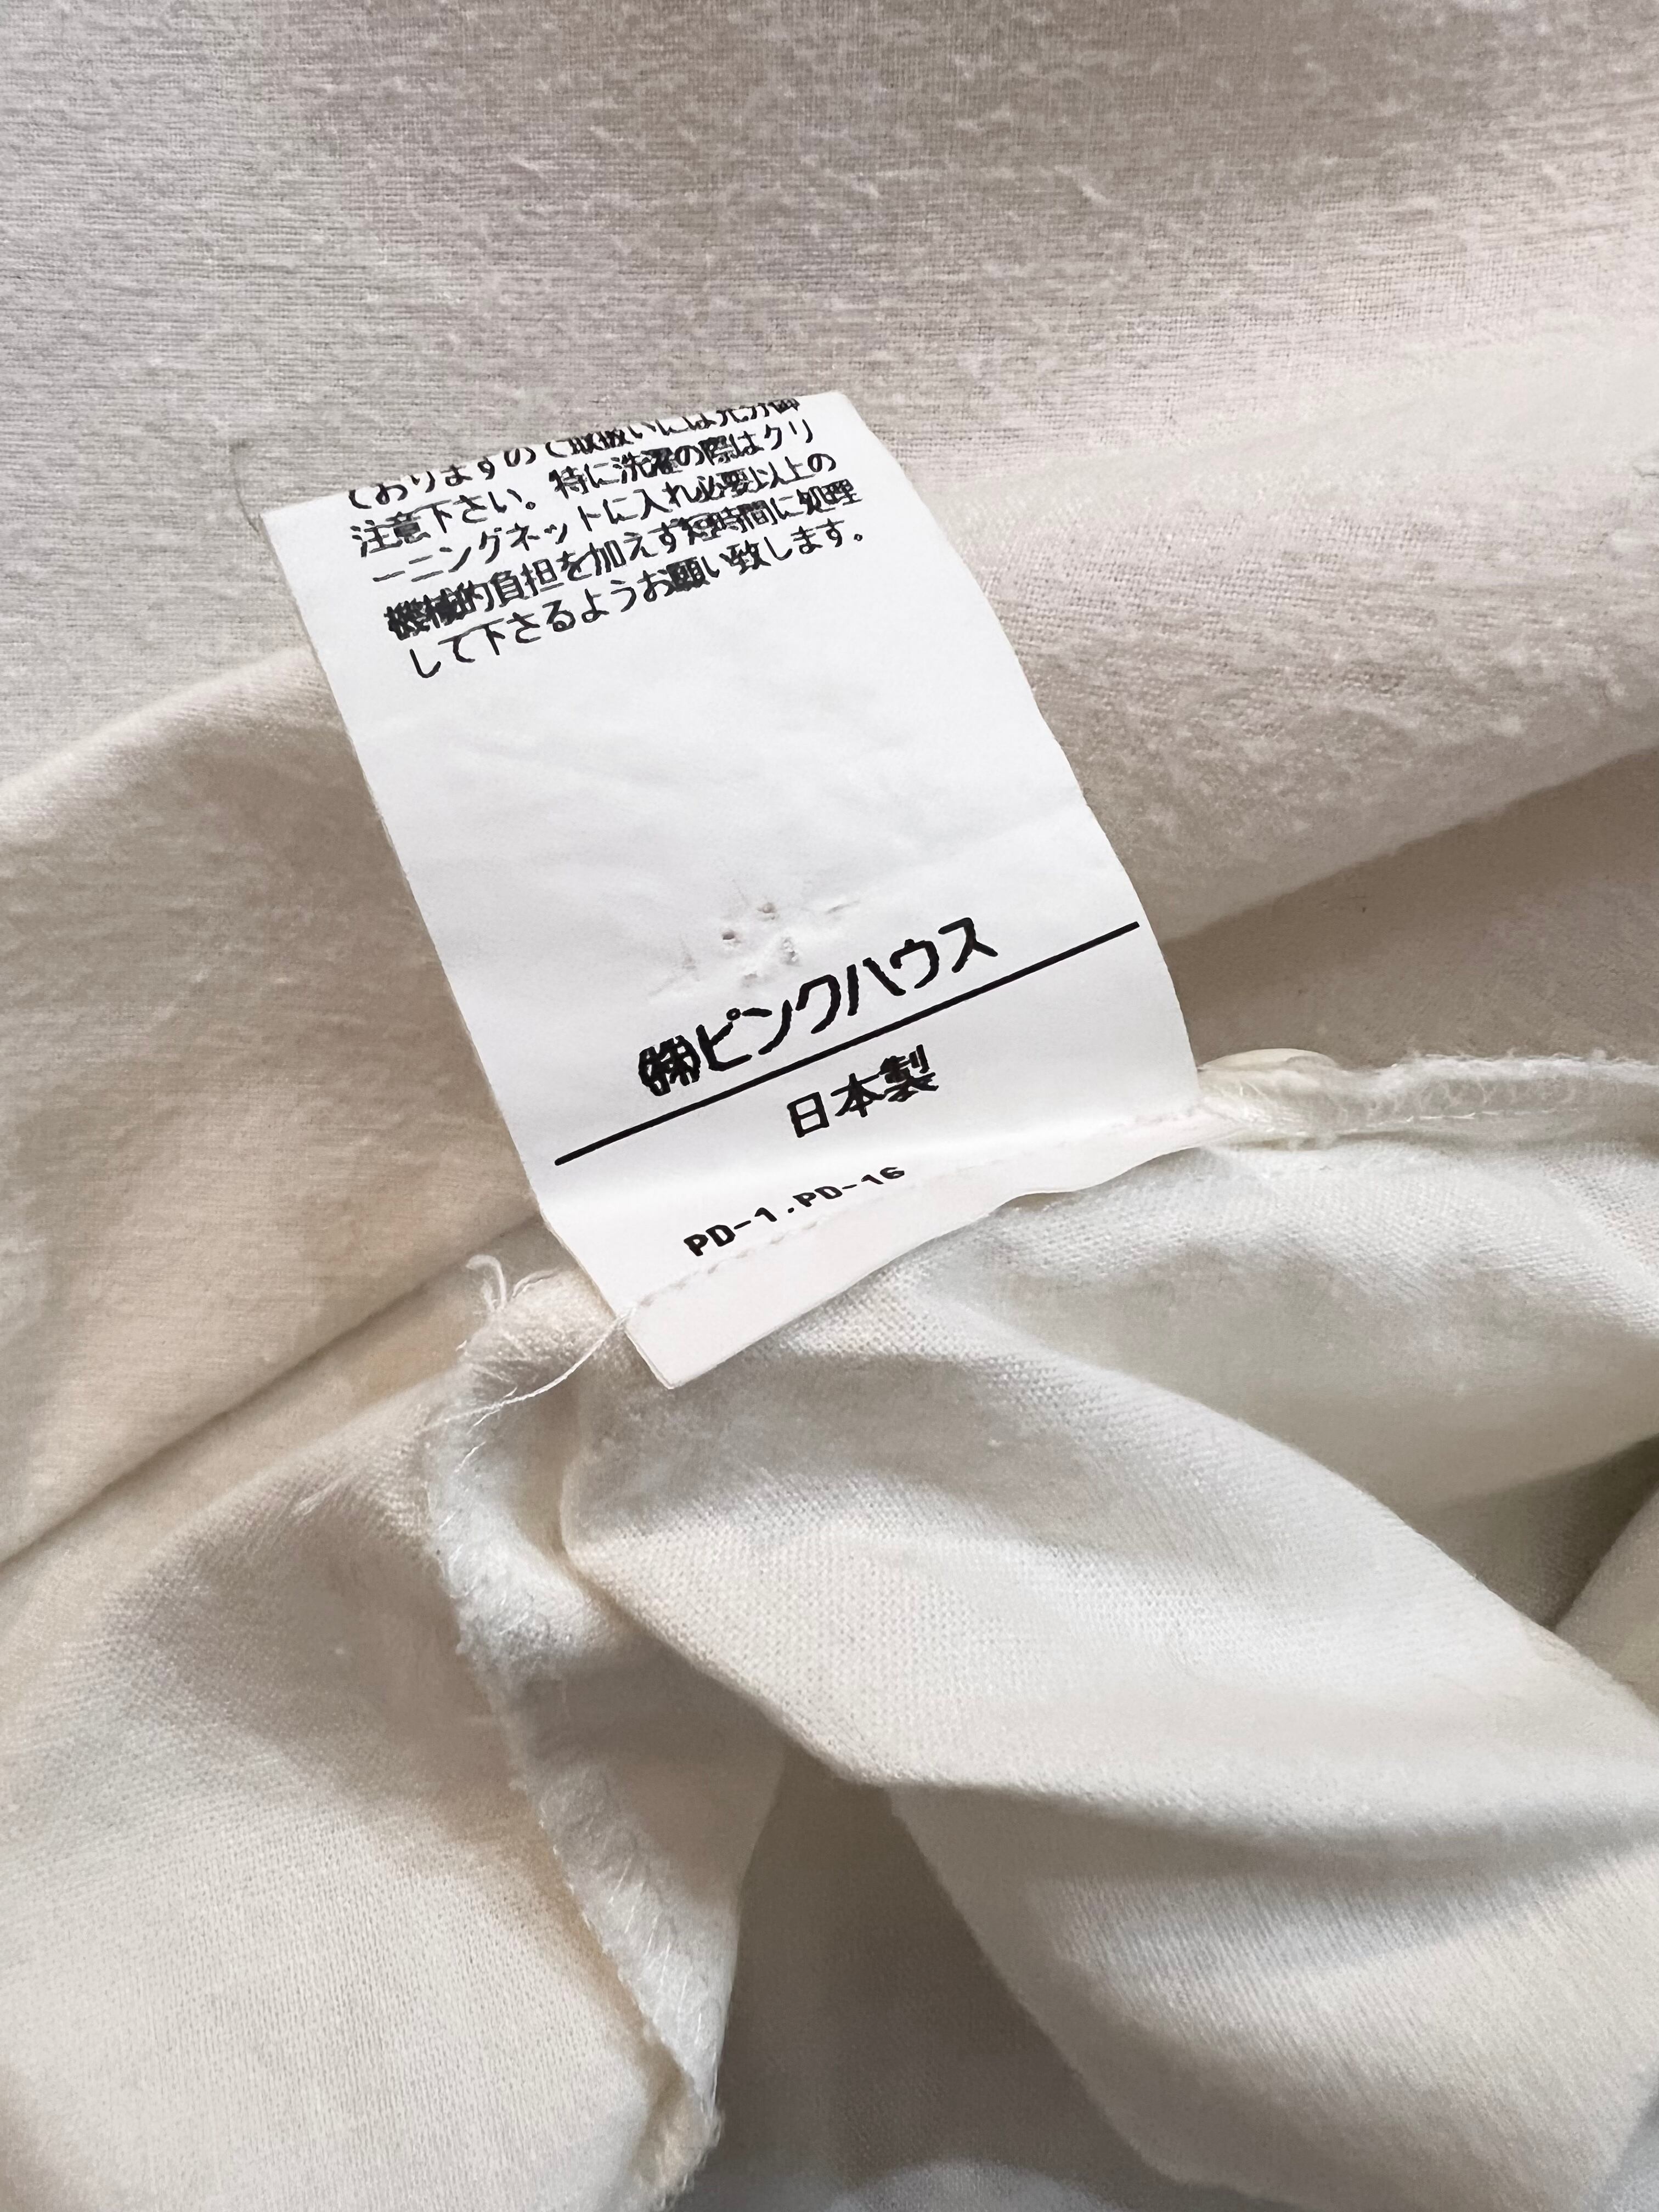 ておりますので取扱いには充分御
注意下さい。特に洗濯の際はクリ
ーニングネットに入れ必要以上の
機械的負担を加えず短時間に処理
して下さるようお願い致します。
㈱ピンクハウス
日本製
PD-1.PD-16